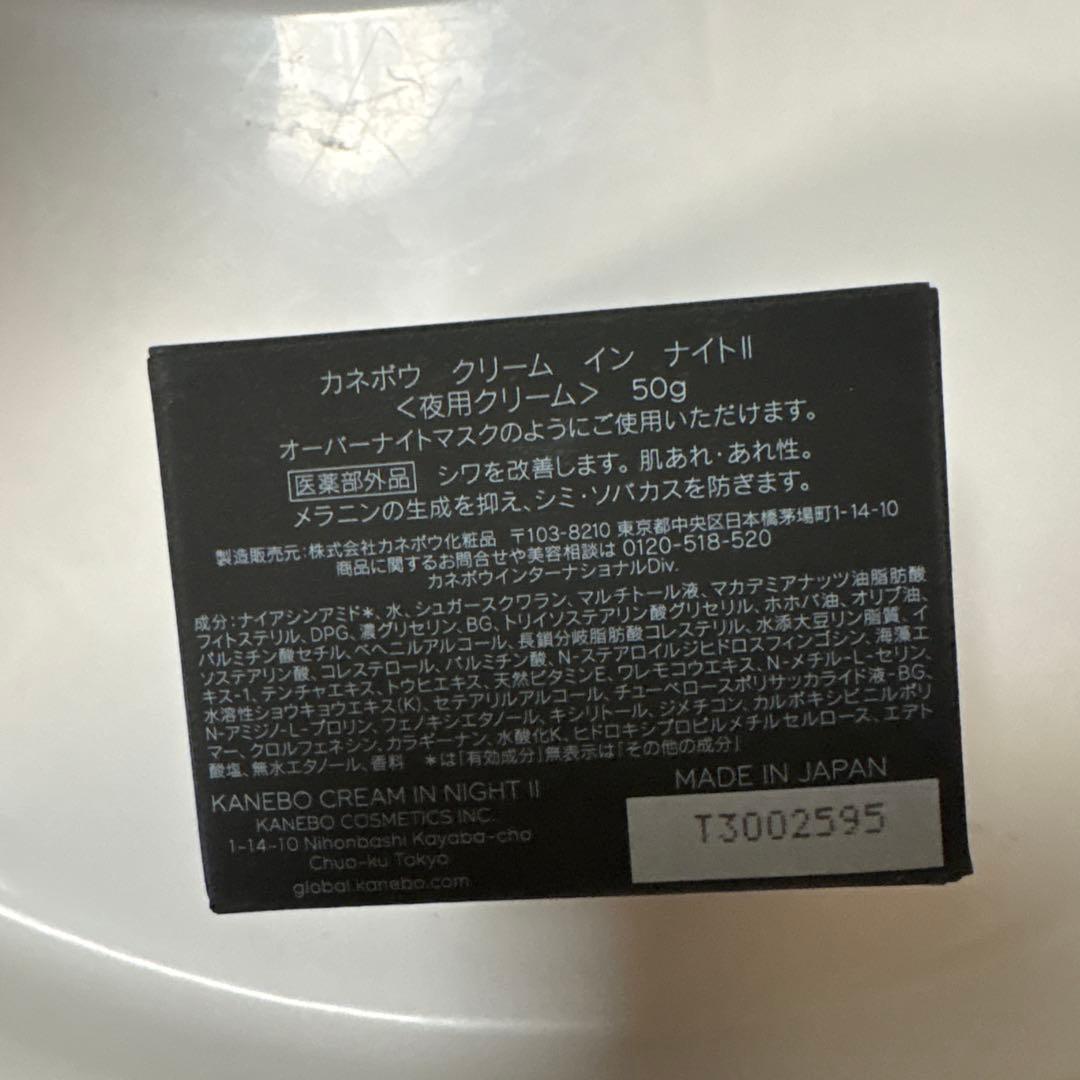 カネボウ クリーム イン ナイトII
<夜用クリーム> 50g
オーバーナイトマスクのようにご使用いただけます。
医薬部外品 シワを改善します。肌あれ・あれ性。
メラニンの生成を抑え、シミ・ソバカスを防ぎます。
製造販売元:株式会社カネボウ化粧品 〒103-8210 東京都中央区日本橋茅場町1-14-10
商品に関するお問合せや美容相談は 0120-518-520
カネボウインターナショナルDiv.
成分:ナイアシンアミド*、水、シュガースクワラン、マルチトール液、マカデミアナッツ油脂肪酸
フィトステリル、DPG、濃グリセリン、BG、トリイソステアリン酸グリセリル、ホホバ油、オリブ油、
パルミチン酸セチル、ベヘニルアルコール、長鎖分岐脂肪酸コレステリル、水添大豆リン脂質、イ
ソステアリン酸、コレステロール、パルミチン酸、N-ステアロイルジヒドロスフィンゴシン、海藻エ
キス-1、テンチャエキス、トウヒエキス、天然ビタミンE、ワレモコウエキス、N-メチル-L-セリン、
水溶性ショウキョウエキス(K)、セテアリルアルコール、チューベロースポリサッカライド液-BG、
N-アミジノ-L-プロリン、フェノキシエタノール、キシリトール、ジメチコン、カルボキシビニルポリ
マー、クロルフェネシン、カラギーナン、水酸化K、ヒドロキシプロピルメチルセルロース、エデト
酸塩、無水エタノール、香料 *は「有効成分」無表示は「その他の成分」
KANEBO CREAM IN NIGHT II
KANEBO COSMETICS INC.
1-14-10 Nihonbashi Kayaba-cho
Chuo-ku Tokyo
global.kanebo.com
MADE IN JAPAN
T3002595